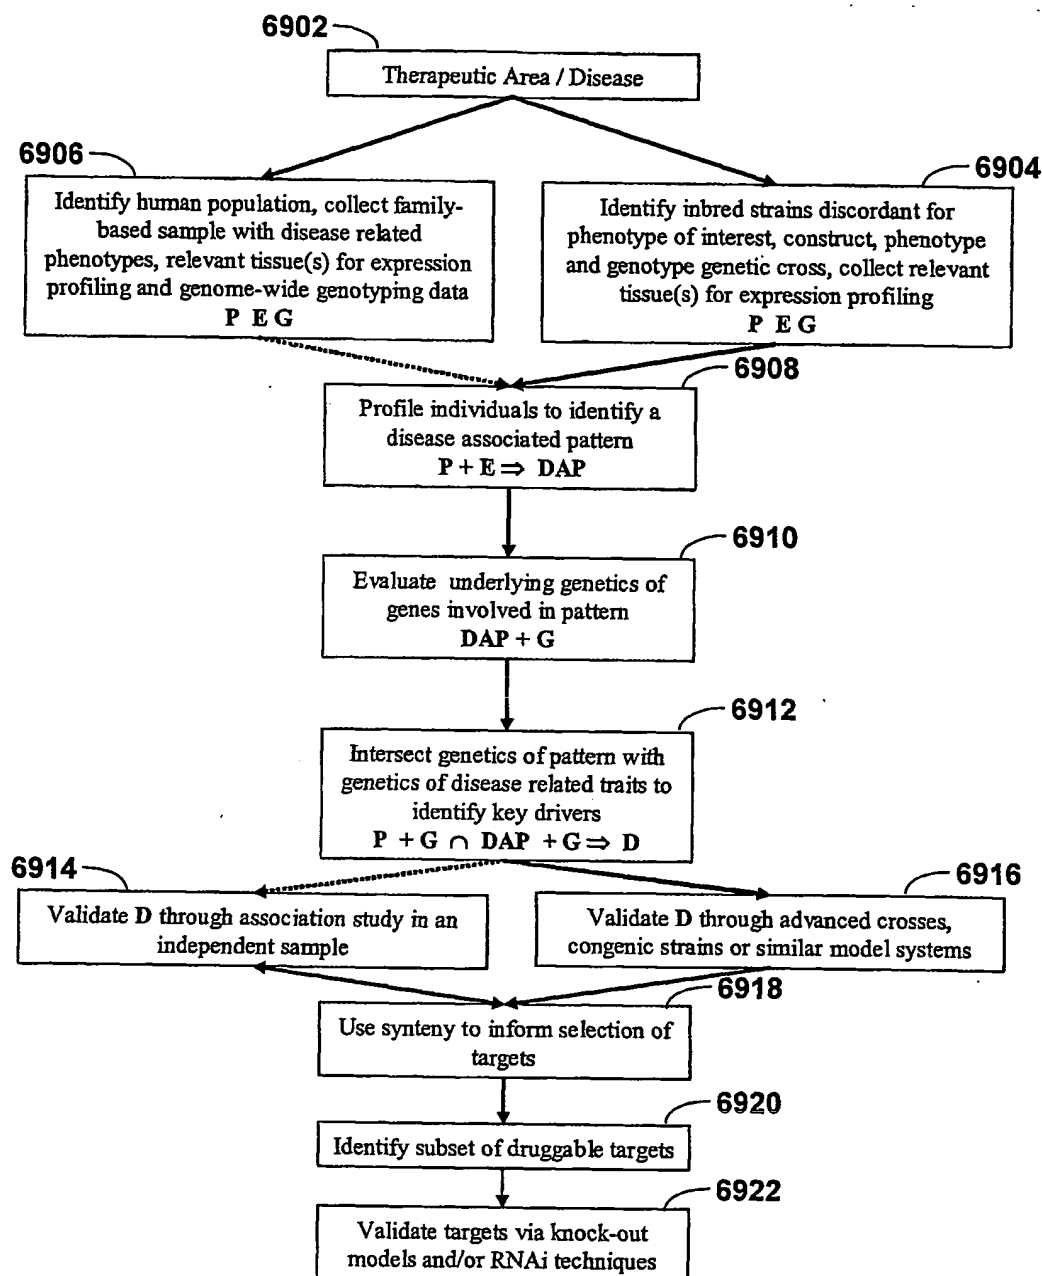 6902
Therapeutic Area / Disease
6906
Identify human population, collect family-
based sample with disease related
phenotypes, relevant tissue(s) for expression
profiling and genome-wide genotyping data
P E G
6904
Identify inbred strains discordant for
phenotype of interest, construct, phenotype
and genotype genetic cross, collect relevant
tissue(s) for expression profiling
P E G
6908
Profile individuals to identify a
disease associated pattern
P + E ⇒ DAP
6910
Evaluate underlying genetics of
genes involved in pattern
DAP + G
6912
Intersect genetics of pattern with
genetics of disease related traits to
identify key drivers
P + G ∩ DAP + G ⇒ D
6914
Validate D through association study in an
independent sample
6916
Validate D through advanced crosses,
congenic strains or similar model systems
6918
Use synteny to inform selection of
targets
6920
Identify subset of druggable targets
6922
Validate targets via knock-out
models and/or RNAi techniques